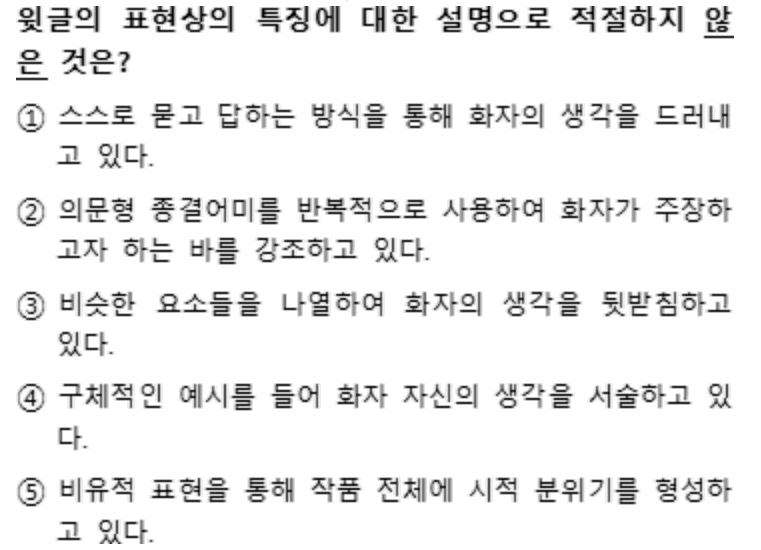 윗글의 표현상의 특징에 대한 설명으로 적절하지 않
은 것은?
① 스스로 묻고 답하는 방식을 통해 화자의 생각을 드러내
고 있다.
② 의문형 종결어미를 반복적으로 사용하여 화자가 주장하
고자 하는 바를 강조하고 있다.
③ 비슷한 요소들을 나열하여 화자의 생각을 뒷받침하고
있다.
④ 구체적인 예시를 들어 화자 자신의 생각을 서술하고 있
다.
⑤ 비유적 표현을 통해 작품 전체에 시적 분위기를 형성하
고 있다.